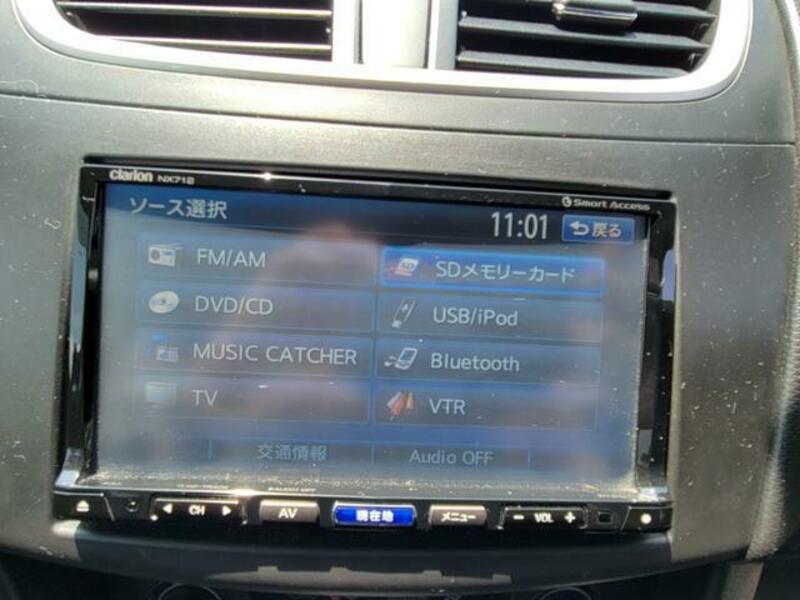 clarion NX712
Smart Access
ソース選択
11:01
戻る
FM/AM
SDメモリーカード
DVD/CD
USB/iPod
MUSIC CATCHER
Bluetooth
TV
VTR
交通情報
Audio OFF
CH
AV
現在地
メニュー
− VOL +